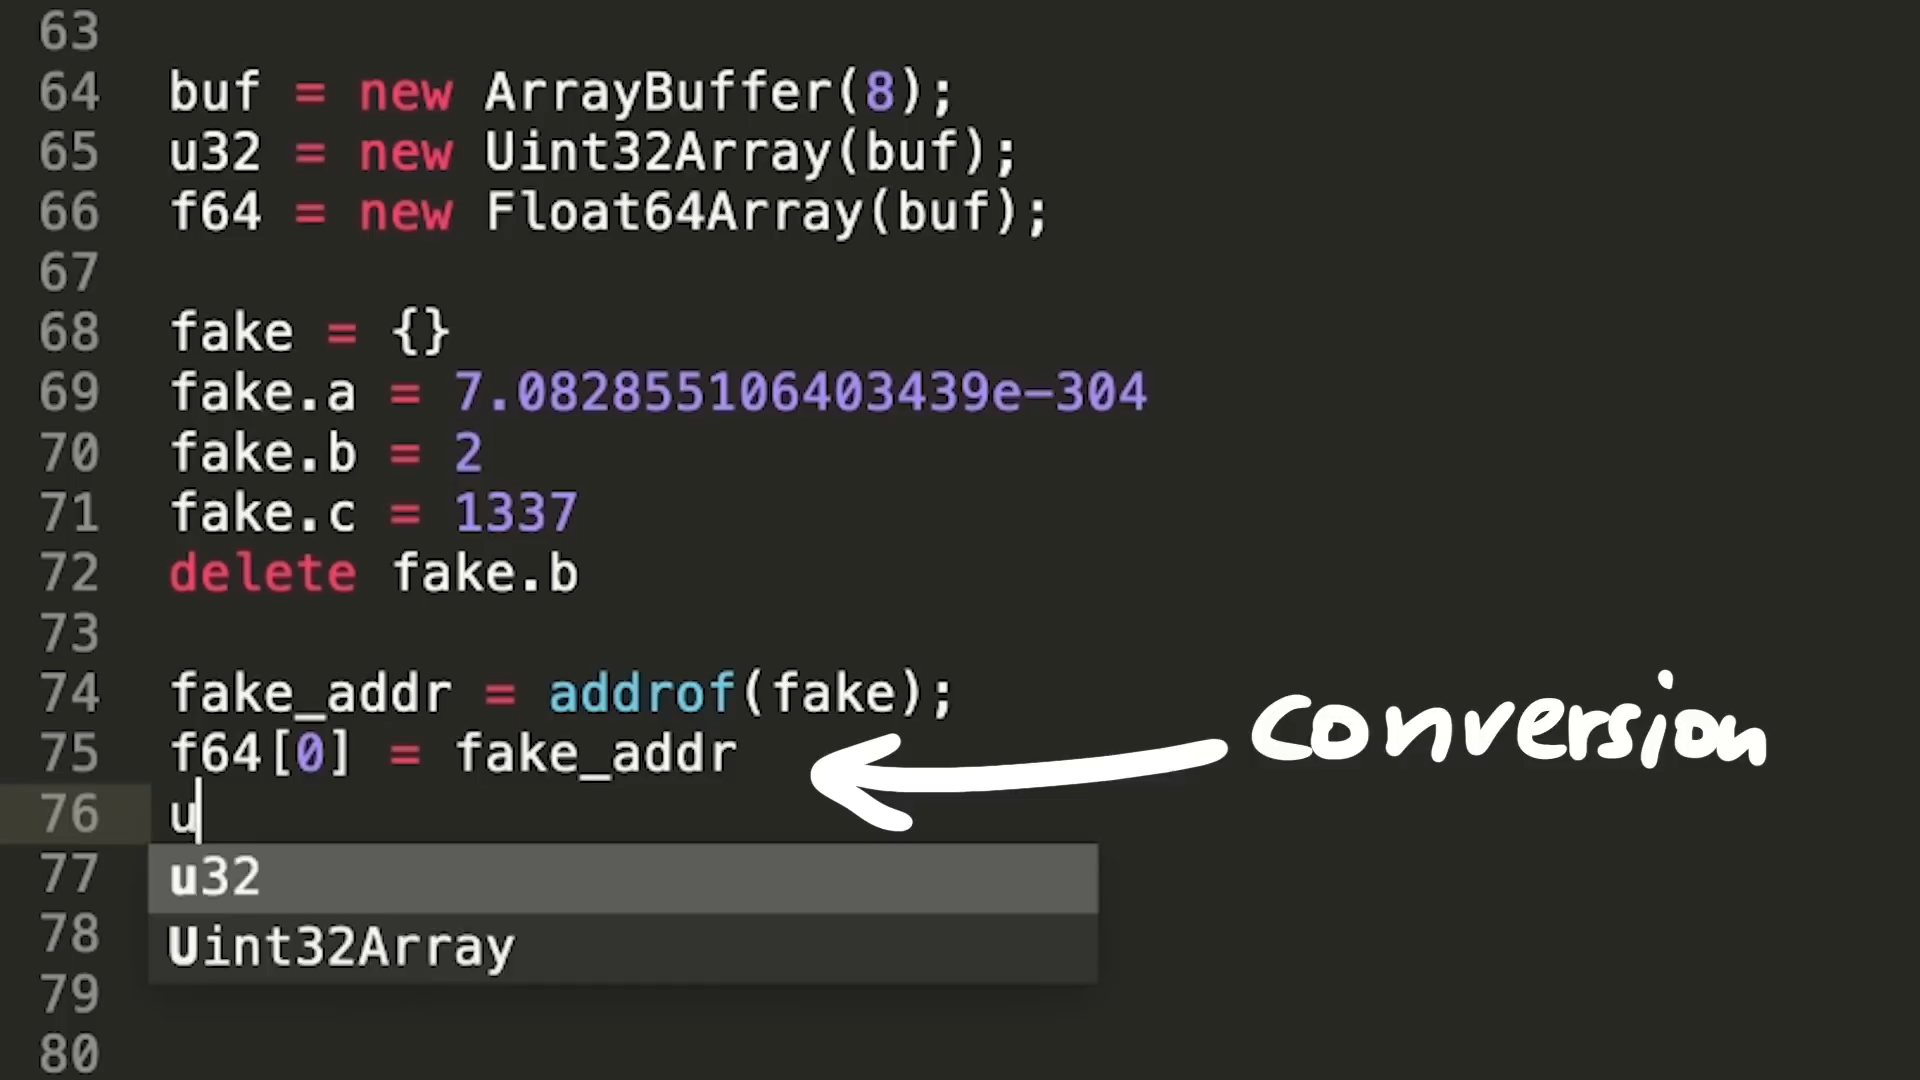 63
64 buf = new ArrayBuffer(8);
65 u32 = new Uint32Array(buf);
66 f64 = new Float64Array(buf);
67
68 fake = {}
69 fake.a = 7.082855106403439e-304
70 fake.b = 2
71 fake.c = 1337
72 delete fake.b
73
74 fake_addr = addrof(fake);
75 f64[0] = fake_addr
conversion
76 u
77 u32
78 Uint32Array
79
80